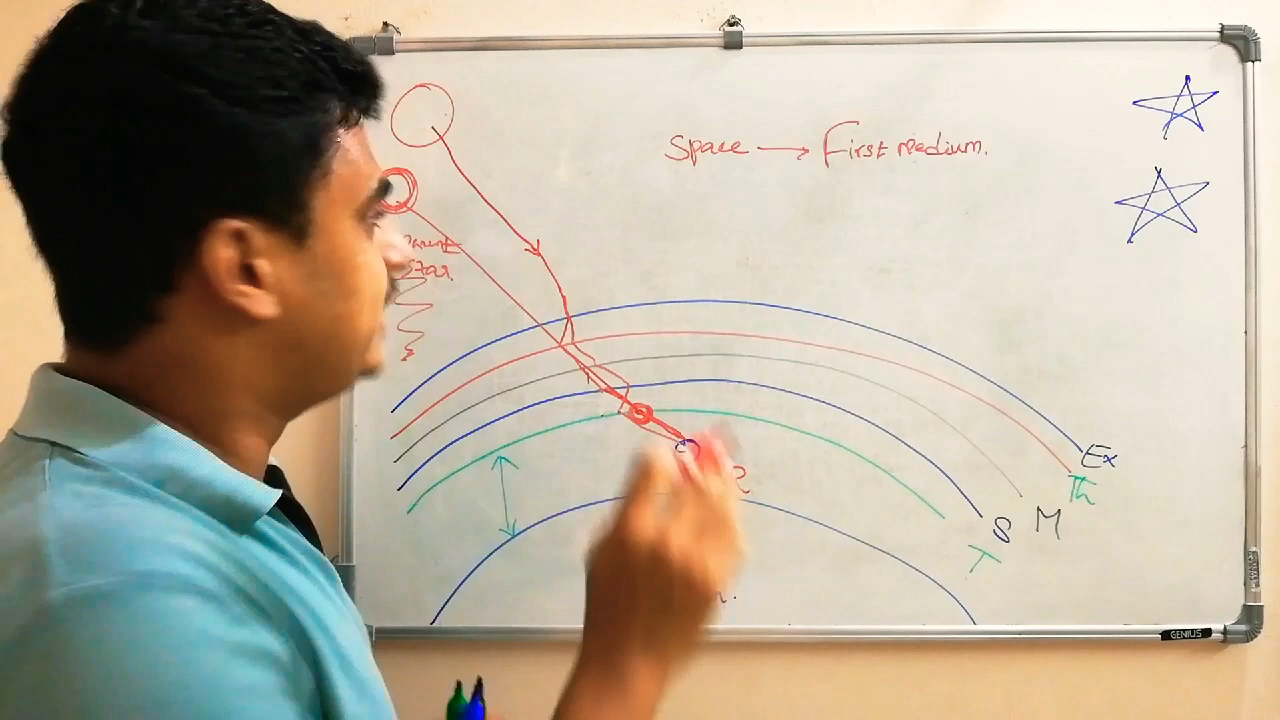 Space → First medium.
Star
Ex
Th
M
S
T
GENIUS